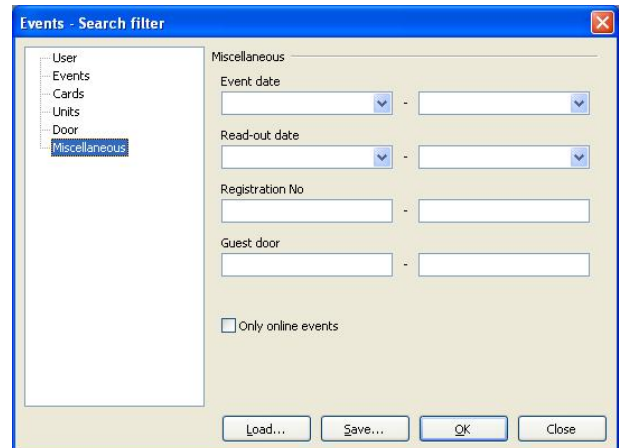 Events - Search filter
User
Events
Cards
Units
Door
Miscellaneous
Miscellaneous
Event date
-
Read-out date
-
Registration No
-
Guest door
-
Only online events
Load... Save... OK Close